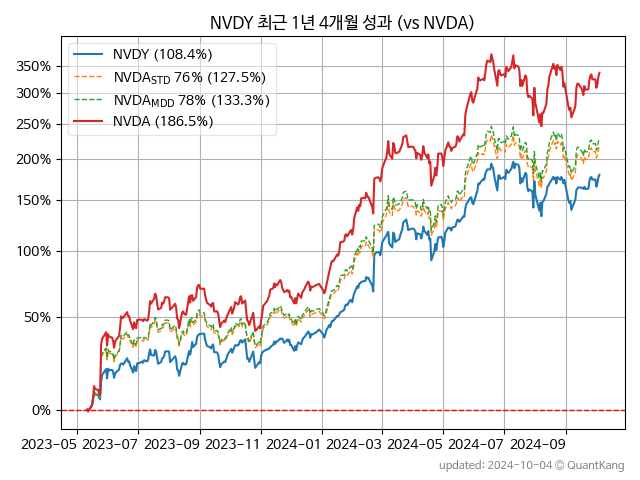 NVDY 최근 1년 4개월 성과 (vs NVDA)
NVDY (108.4%)
NVDA_STD 76% (127.5%)
NVDA_MDD 78% (133.3%)
NVDA (186.5%)
350%
300%
250%
200%
150%
100%
50%
0%
2023-05 2023-07 2023-09 2023-11 2024-01 2024-03 2024-05 2024-07 2024-09
updated: 2024-10-04 © QuantKang